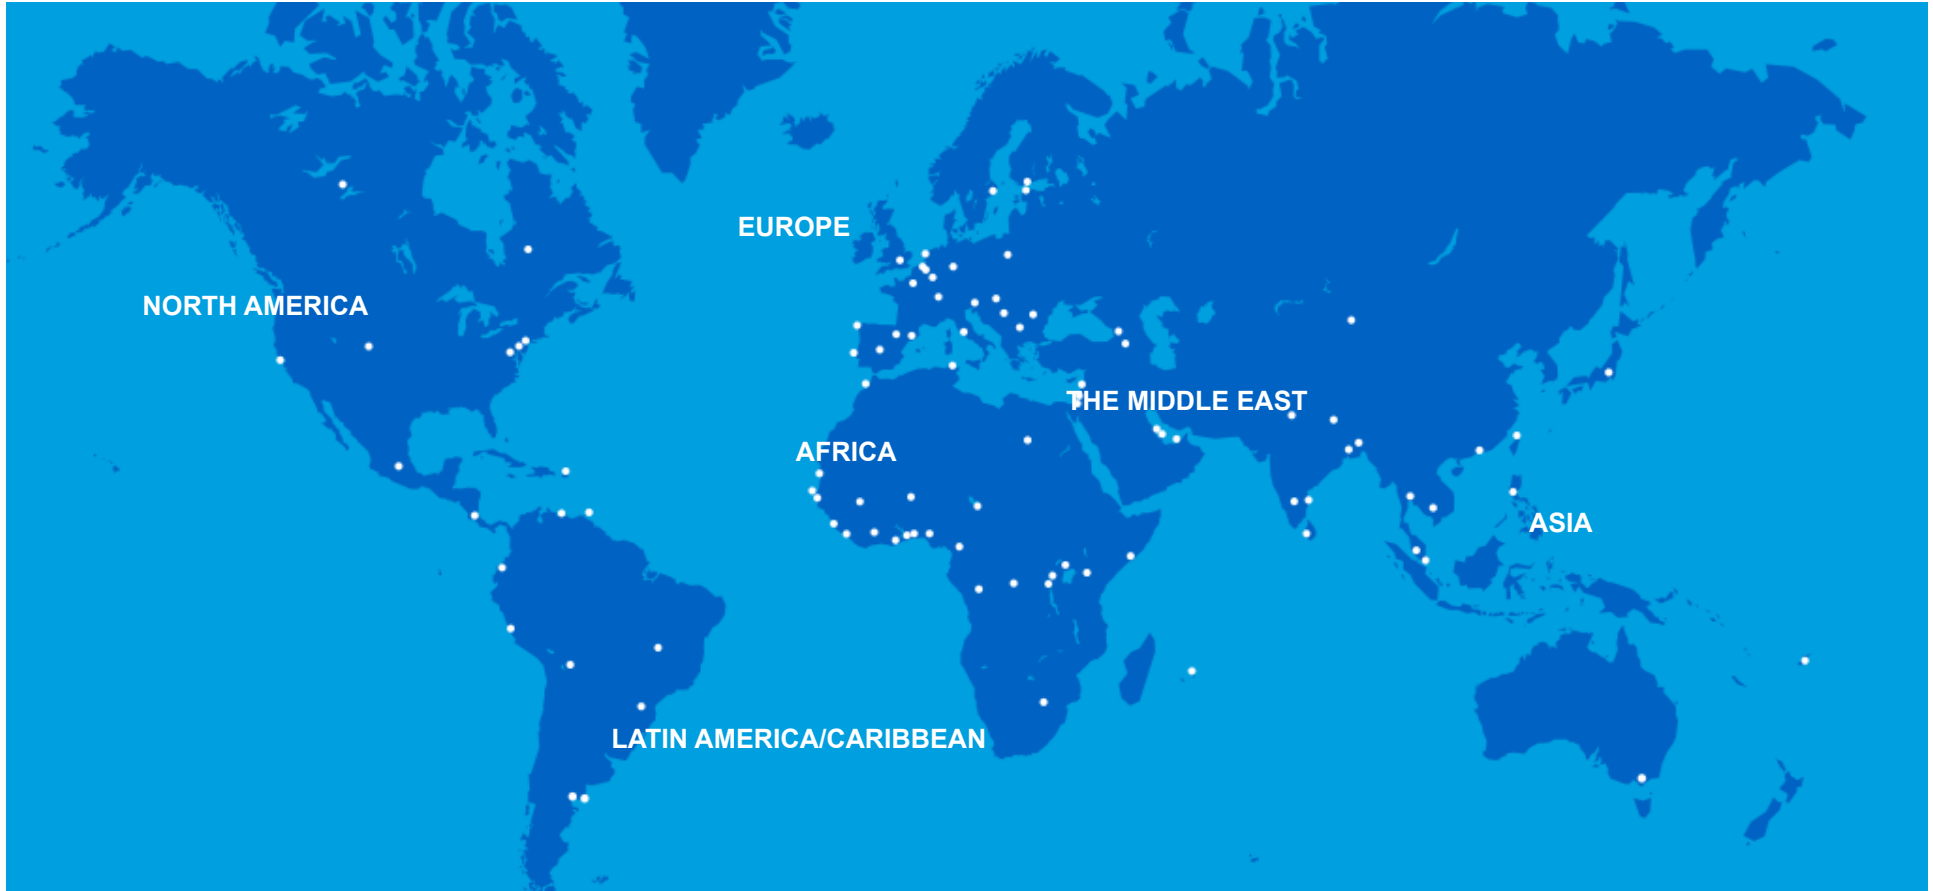 EUROPE
NORTH AMERICA
THE MIDDLE EAST
AFRICA
ASIA
LATIN AMERICA/CARIBBEAN